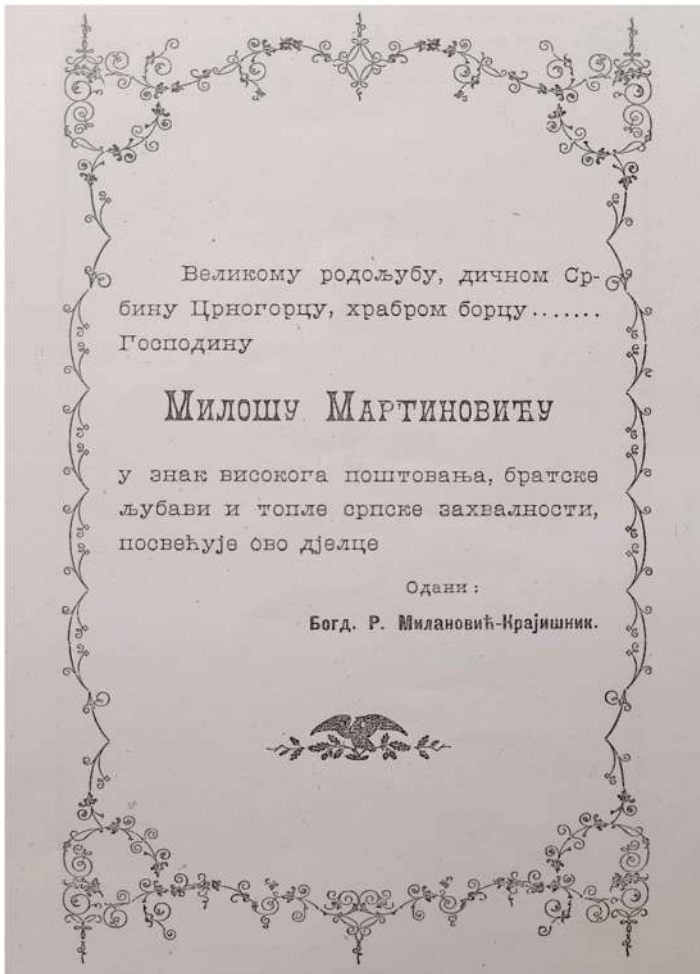 Великому родољубу, дичном Ср-
бину Црногорцу, храброму борцу.......
Господину
Милошу Мартиновићу
у знак високога поштовања, братске
љубави и топле српске захвалности,
посвећује ово дјелце
Одани:
Богд. Р. Милановић-Крајишник.